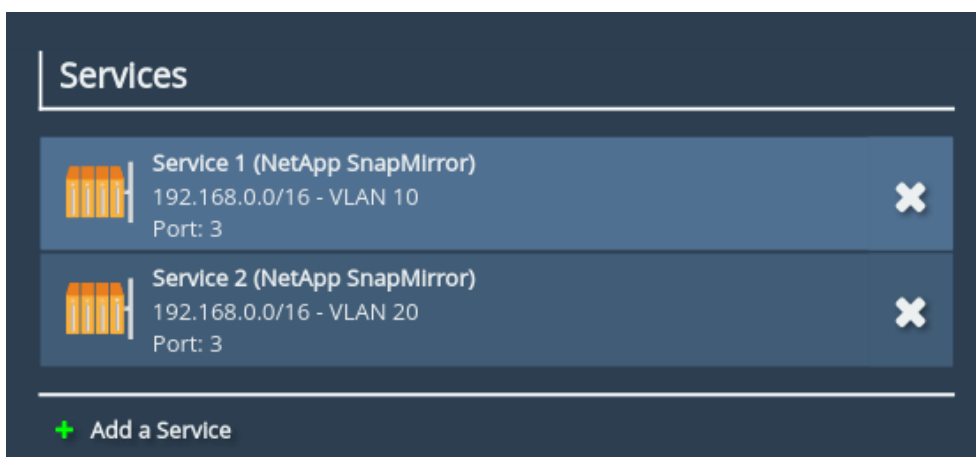 Services
Service 1 (NetApp SnapMirror)
192.168.0.0/16 - VLAN 10
Port: 3
Service 2 (NetApp SnapMirror)
192.168.0.0/16 - VLAN 20
Port: 3
Add a Service